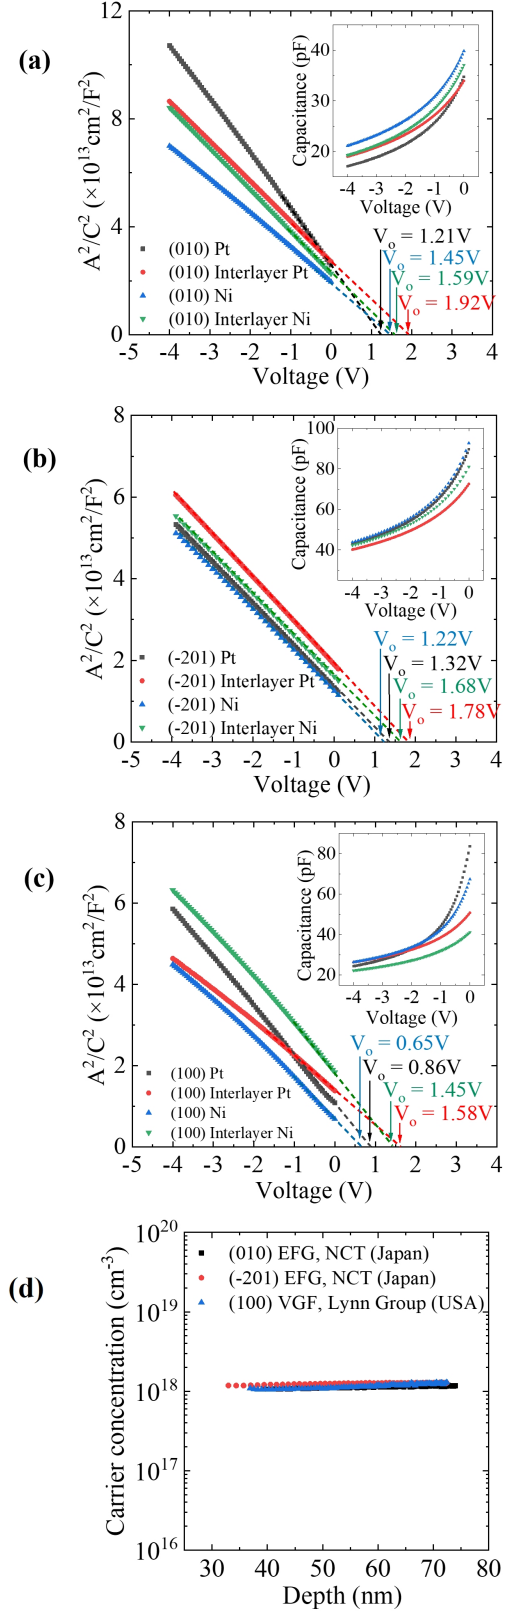 (a)
A²/C² (×10¹³cm²/F²)
12
8
4
0
-5 -4 -3 -2 -1 0 1 2 3 4
Voltage (V)
(010) Pt
(010) Interlayer Pt
(010) Ni
(010) Interlayer Ni
Capacitance (pF)
40
30
20
-4 -3 -2 -1 0
Voltage (V)
Vo = 1.21V
Vo = 1.45V
Vo = 1.59V
Vo = 1.92V
(b)
A²/C² (×10¹³cm²/F²)
8
6
4
2
0
-5 -4 -3 -2 -1 0 1 2 3 4
Voltage (V)
(-201) Pt
(-201) Interlayer Pt
(-201) Ni
(-201) Interlayer Ni
Capacitance (pF)
100
80
60
40
-4 -3 -2 -1 0
Voltage (V)
Vo = 1.22V
Vo = 1.32V
Vo = 1.68V
Vo = 1.78V
(c)
A²/C² (×10¹³cm²/F²)
8
6
4
2
0
-5 -4 -3 -2 -1 0 1 2 3 4
Voltage (V)
(100) Pt
(100) Interlayer Pt
(100) Ni
(100) Interlayer Ni
Capacitance (pF)
80
60
40
20
-4 -3 -2 -1 0
Voltage (V)
Vo = 0.65V
Vo = 0.86V
Vo = 1.45V
Vo = 1.58V
(d)
Carrier concentration (cm⁻³)
10²⁰
10¹⁹
10¹⁸
10¹⁷
10¹⁶
(010) EFG, NCT (Japan)
(-201) EFG, NCT (Japan)
(100) VGF, Lynn Group (USA)
30 40 50 60 70 80
Depth (nm)